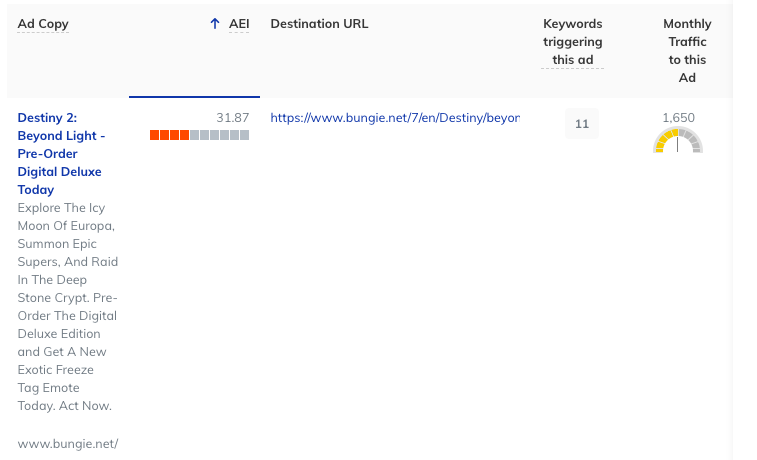 Ad Copy
AEI
Destination URL
Keywords
triggering
this ad
Monthly
Traffic
to this
Ad
Destiny 2:
Beyond Light -
Pre-Order
Digital Deluxe
Today
Explore The Icy
Moon Of Europa,
Summon Epic
Supers, And Raid
In The Deep
Stone Crypt. Pre-
Order The Digital
Deluxe Edition
and Get A New
Exotic Freeze
Tag Emote
Today. Act Now.
www.bungie.net/
31.87
https://www.bungie.net/7/en/Destiny/beyon
11
1,650